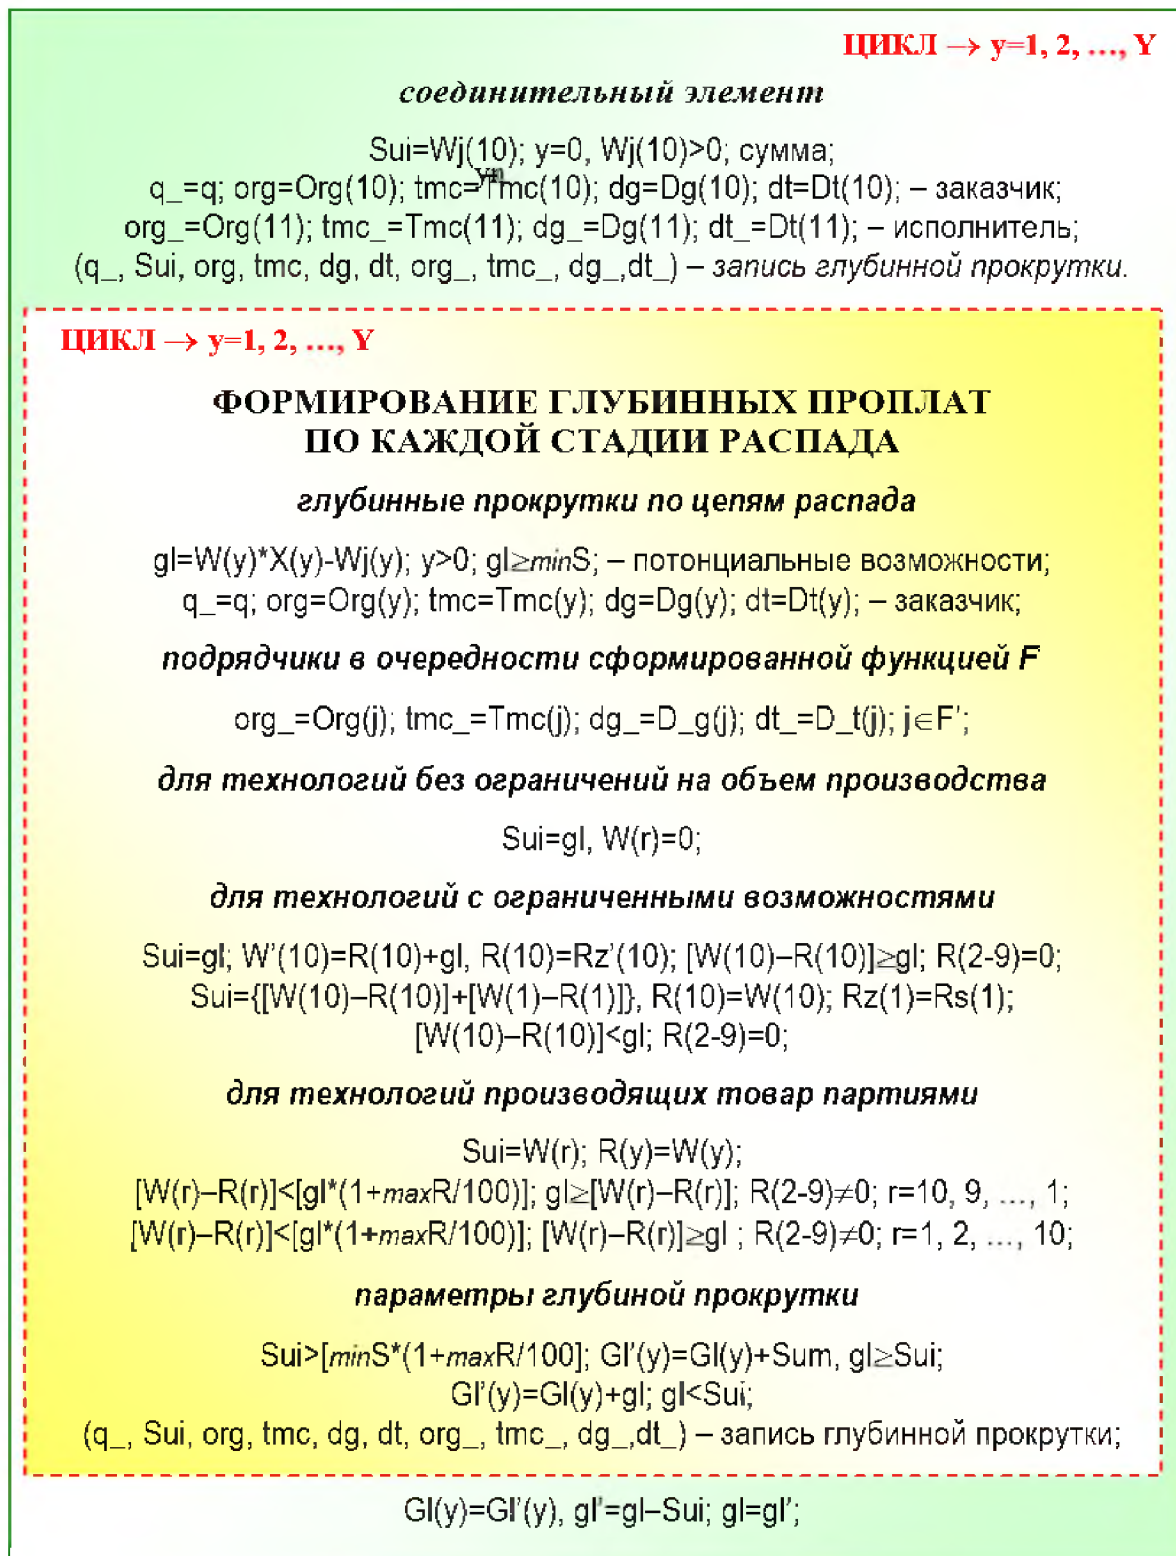 ЦИКЛ → y=1, 2, …, Y
соединительный элемент
Sui=Wj(10); y=0, Wj(10)>0; сумма;
q_=q; org=Org(10); tmc=Tmc(10); dg=Dg(10); dt=Dt(10); – заказчик;
org_=Org(11); tmc_=Tmc(11); dg_=Dg(11); dt_=Dt(11); – исполнитель;
(q_, Sui, org, tmc, dg, dt, org_, tmc_, dg_,dt_) – запись глубинной прокрутки.
ЦИКЛ → y=1, 2, …, Y
ФОРМИРОВАНИЕ ГЛУБИННЫХ ПРОПЛАТ
ПО КАЖДОЙ СТАДИИ РАСПАДА
глубинные прокрутки по цепям распада
gl=W(y)*X(y)-Wj(y); y>0; gl≥minS; – потонциальные возможности;
q_=q; org=Org(y); tmc=Tmc(y); dg=Dg(y); dt=Dt(y); – заказчик;
подрядчики в очередности сформированной функцией F
org_=Org(j); tmc_=Tmc(j); dg_=D_g(j); dt_=D_t(j); j∈F’;
для технологий без ограничений на объем производства
Sui=gl, W(r)=0;
для технологий с ограниченными возможностями
Sui=gl; W’(10)=R(10)+gl, R(10)=Rz’(10); [W(10)–R(10)]≥gl; R(2-9)=0;
Sui={[W(10)–R(10)]+[W(1)–R(1)]}, R(10)=W(10); Rz(1)=Rs(1);
[W(10)–R(10)]<gl; R(2-9)=0;
для технологий производящих товар партиями
Sui=W(r); R(y)=W(y);
[W(r)–R(r)]<[gl*(1+maxR/100)]; gl≥[W(r)–R(r)]; R(2-9)≠0; r=10, 9, …, 1;
[W(r)–R(r)]<[gl*(1+maxR/100)]; [W(r)–R(r)]≥gl ; R(2-9)≠0; r=1, 2, …, 10;
параметры глубиной прокрутки
Sui>[minS*(1+maxR/100]; Gl’(y)=Gl(y)+Sum, gl≥Sui;
Gl’(y)=Gl(y)+gl; gl<Sui;
(q_, Sui, org, tmc, dg, dt, org_, tmc_, dg_,dt_) – запись глубинной прокрутки;
Gl(y)=Gl’(y), gl’=gl–Sui; gl=gl’;